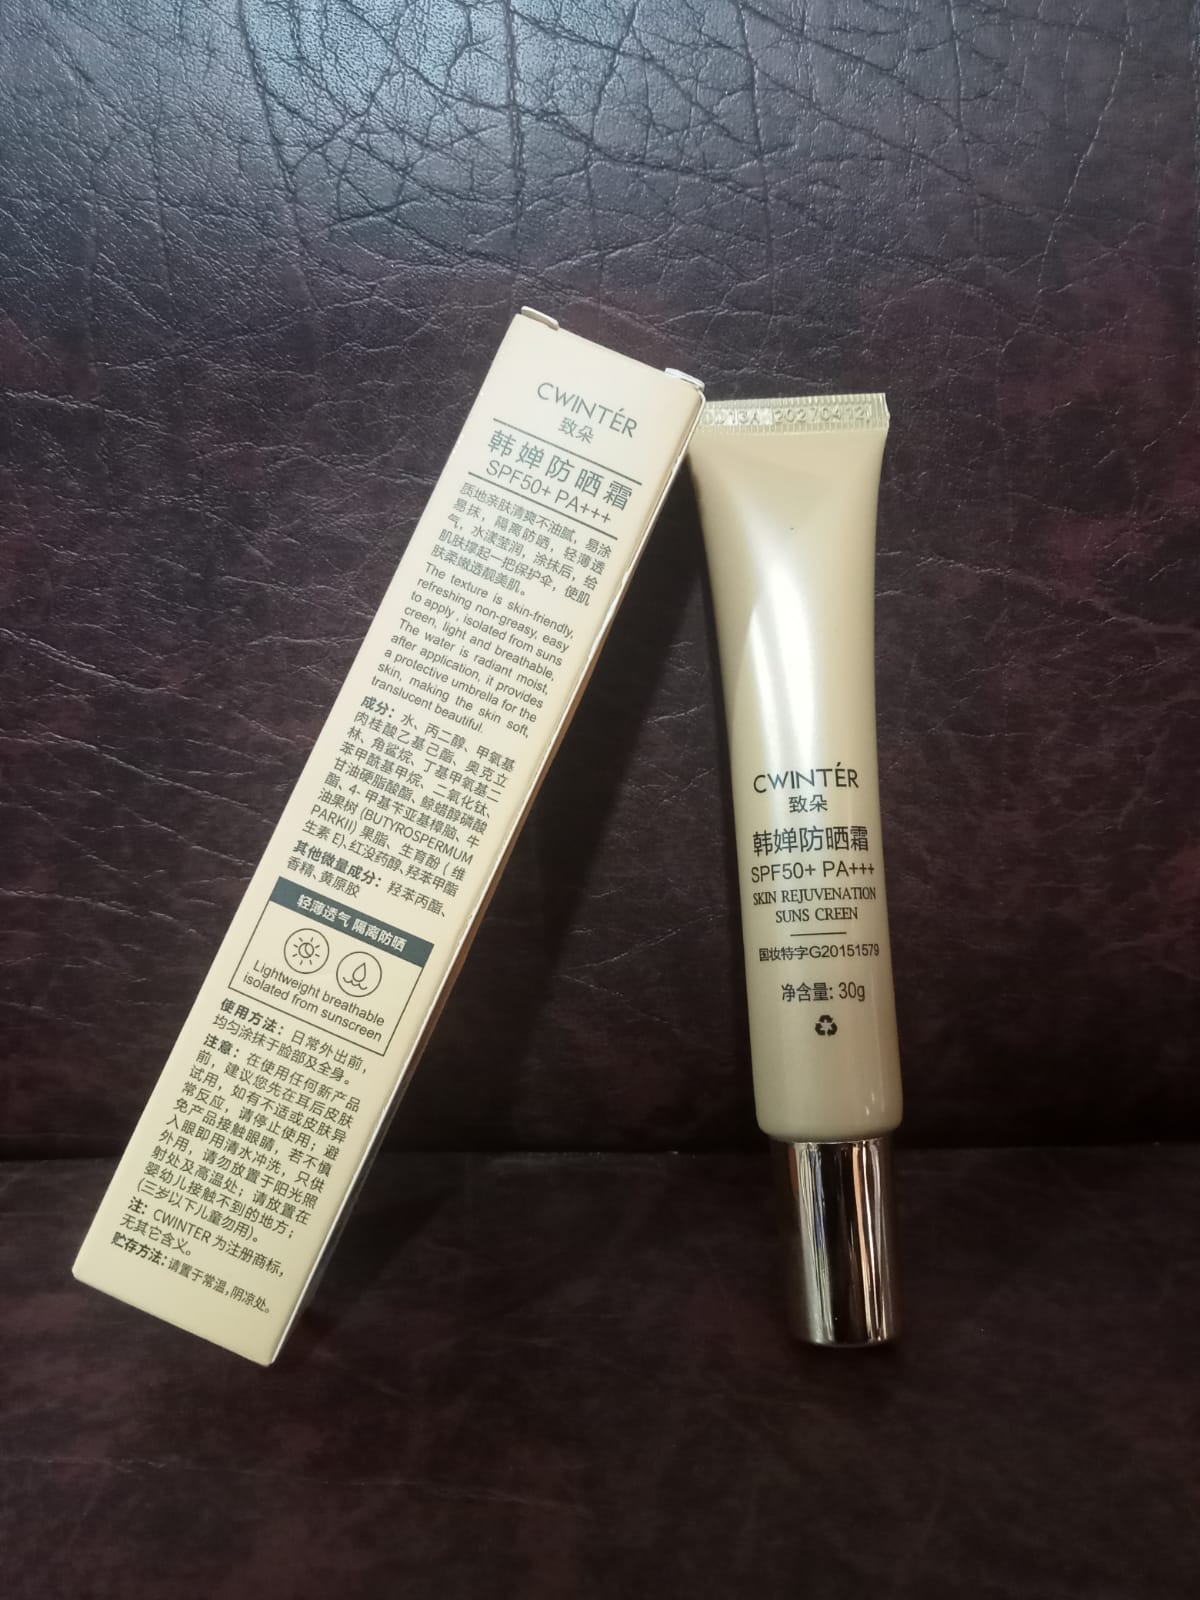 CWINTÉR
致朵
韩婵防晒霜
SPF50+ PA+++
质地亲肤清爽不油腻，易涂
易抹，隔离防晒，轻薄透
气，水漾莹润，涂抹后，给
肌肤撑起一把保护伞，使肌
肤柔嫩透靓美肌。
The texture is skin-friendly,
refreshing non-greasy, easy
to apply , isolated from suns
creen, light and breathable,
The water is radiant moist,
after application, it provides
a protective umbrella for the
skin, making the skin soft,
translucent beautiful.
成分：水、丙二醇、甲氧基
肉桂酸乙基己酯、奥克立
林、角鲨烷、丁基甲氧基二
苯甲酰基甲烷、二氧化钛、
甘油硬脂酸酯、鲸蜡醇磷酸
酯、4-甲基苄亚基樟脑、牛
油果树 (BUTYROSPERMUM
PARKII) 果脂、生育酚 ( 维
生素 E)、红没药醇、羟苯甲酯
其他微量成分：羟苯丙酯、
香精、黄原胶
轻薄透气 隔离防晒
Lightweight breathable
isolated from sunscreen
使用方法：日常外出前，
均匀涂抹于脸部及全身。
注意：在使用任何新产品
前，建议您先在耳后皮肤
试用，如有不适或皮肤异
常反应，请停止使用；避
免产品接触眼睛，若不慎
入眼即用清水冲洗，只供
外用，请勿放置于阳光照
射处及高温处；请放置在
婴幼儿接触不到的地方；
(三岁以下儿童勿用)。
注：CWINTER 为注册商标，
无其它含义。
贮存方法：请置于常温，阴凉处。
20270412
CWINTÉR
致朵
韩婵防晒霜
SPF50+ PA+++
SKIN REJUVENATION
SUNS CREEN
国妆特字G20151579
净含量: 30g